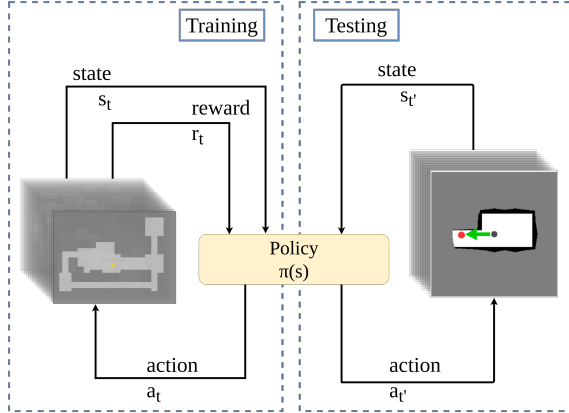 Training
Testing
state
s_t
reward
r_t
state
s_t'
Policy
π(s)
action
a_t
action
a_t'